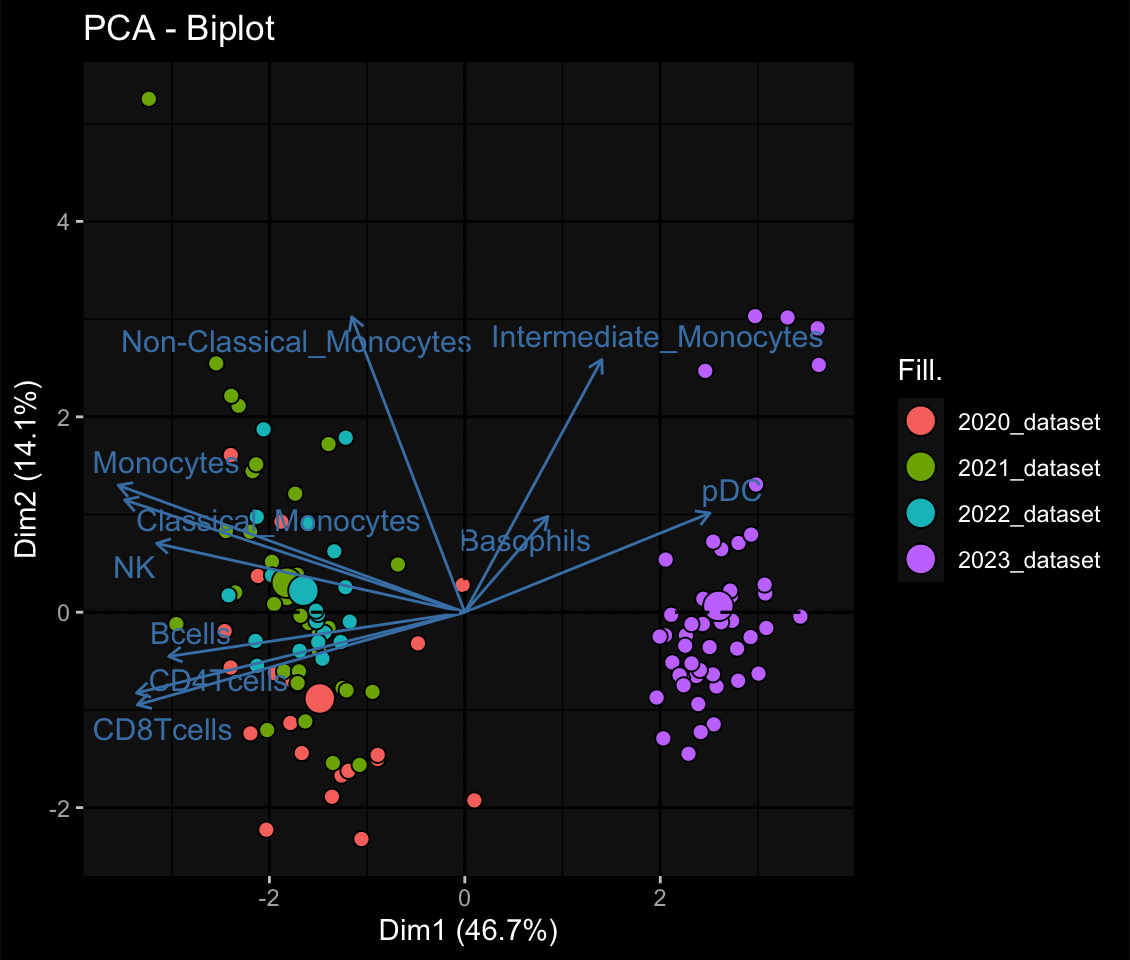 PCA - Biplot
Dim2 (14.1%)
4
2
0
-2
Non-Classical_Monocytes
Intermediate_Monocytes
Monocytes
pDC
Classical_Monocytes
Basophils
NK
Bcells
CD4Tcells
CD8Tcells
-2
0
2
Dim1 (46.7%)
Fill.
2020_dataset
2021_dataset
2022_dataset
2023_dataset